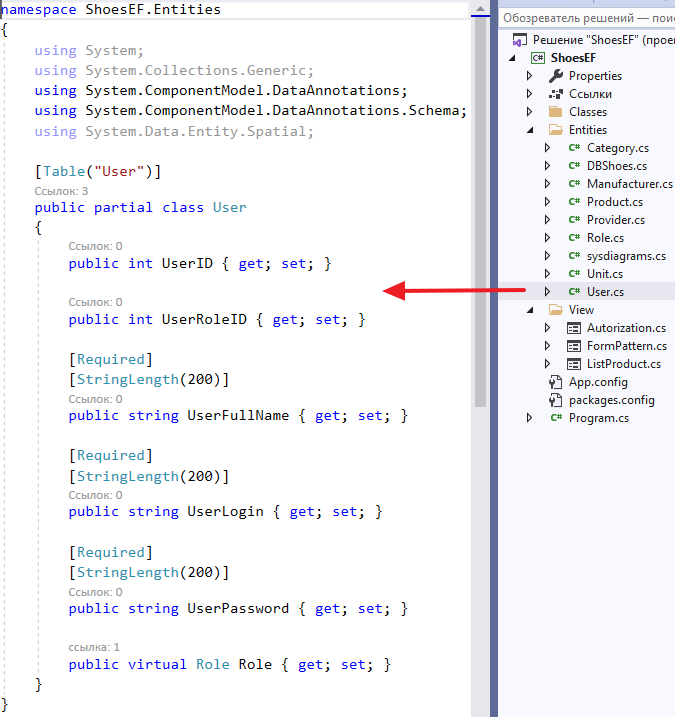 namespace ShoesEF.Entities
{
using System;
using System.Collections.Generic;
using System.ComponentModel.DataAnnotations;
using System.ComponentModel.DataAnnotations.Schema;
using System.Data.Entity.Spatial;
[Table("User")]
Ссылок: 3
public partial class User
{
Ссылок: 0
public int UserID { get; set; }
Ссылок: 0
public int UserRoleID { get; set; }
[Required]
[StringLength(200)]
Ссылок: 0
public string UserFullName { get; set; }
[Required]
[StringLength(200)]
Ссылок: 0
public string UserLogin { get; set; }
[Required]
[StringLength(200)]
Ссылок: 0
public string UserPassword { get; set; }
ссылка: 1
public virtual Role Role { get; set; }
}
}
Обозреватель решений — пои
Решение "ShoesEF" (прое
C# ShoesEF
Properties
Ссылки
Classes
Entities
C# Category.cs
C# DBShoes.cs
C# Manufacturer.cs
C# Product.cs
C# Provider.cs
C# Role.cs
C# sysdiagrams.cs
C# Unit.cs
C# User.cs
View
Autorization.cs
FormPattern.cs
ListProduct.cs
App.config
packages.config
C# Program.cs